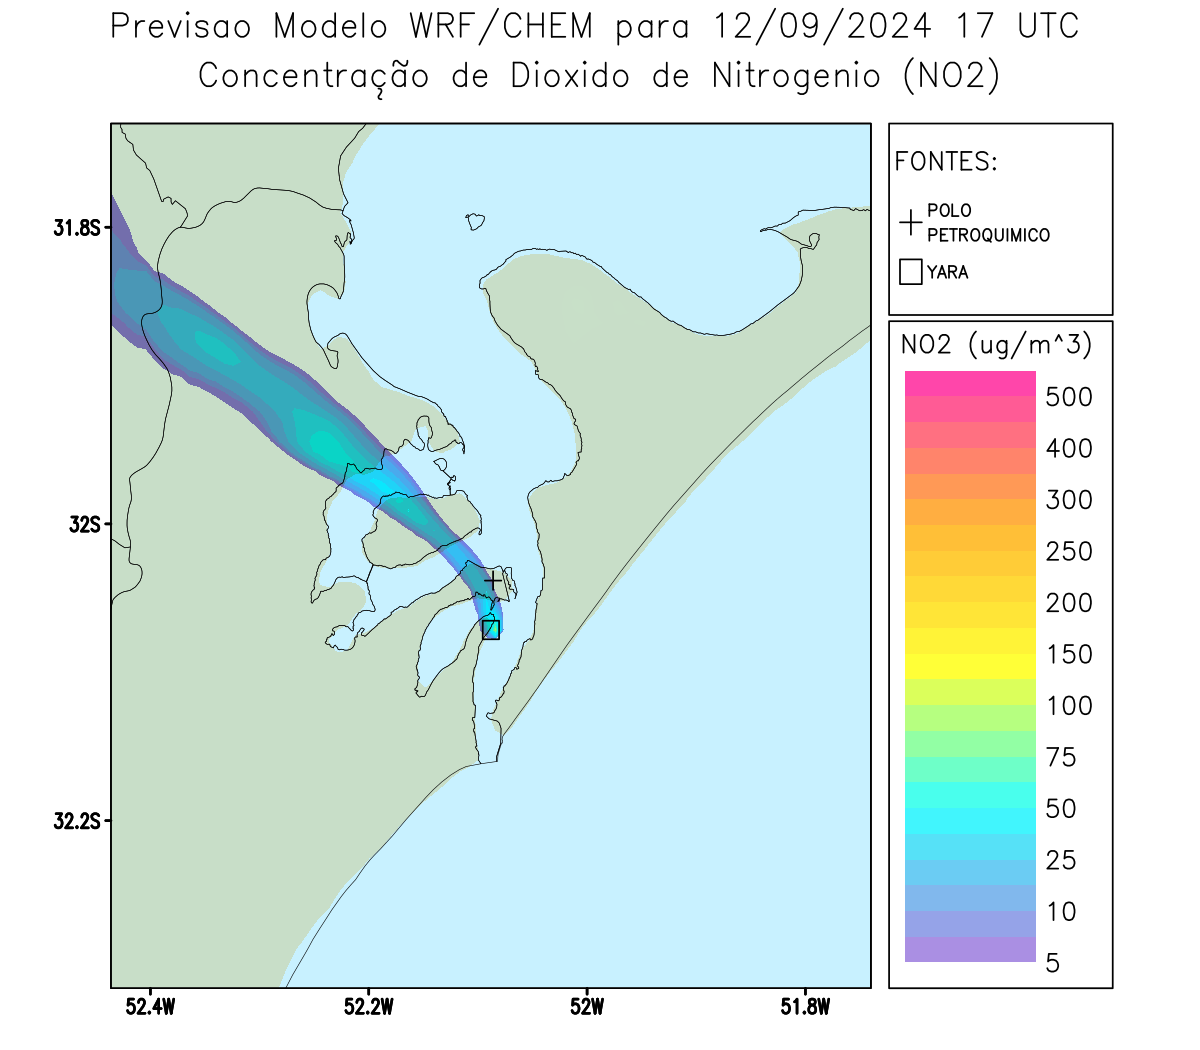 Previsao Modelo WRF/CHEM para 12/09/2024 17 UTC
Concentração de Dioxido de Nitrogenio (NO2)
FONTES:
POLO
PETROQUIMICO
YARA
NO2 (ug/m^3)
500
400
300
250
200
150
100
75
50
25
10
5
31.8S
32S
32.2S
52.4W
52.2W
52W
51.8W